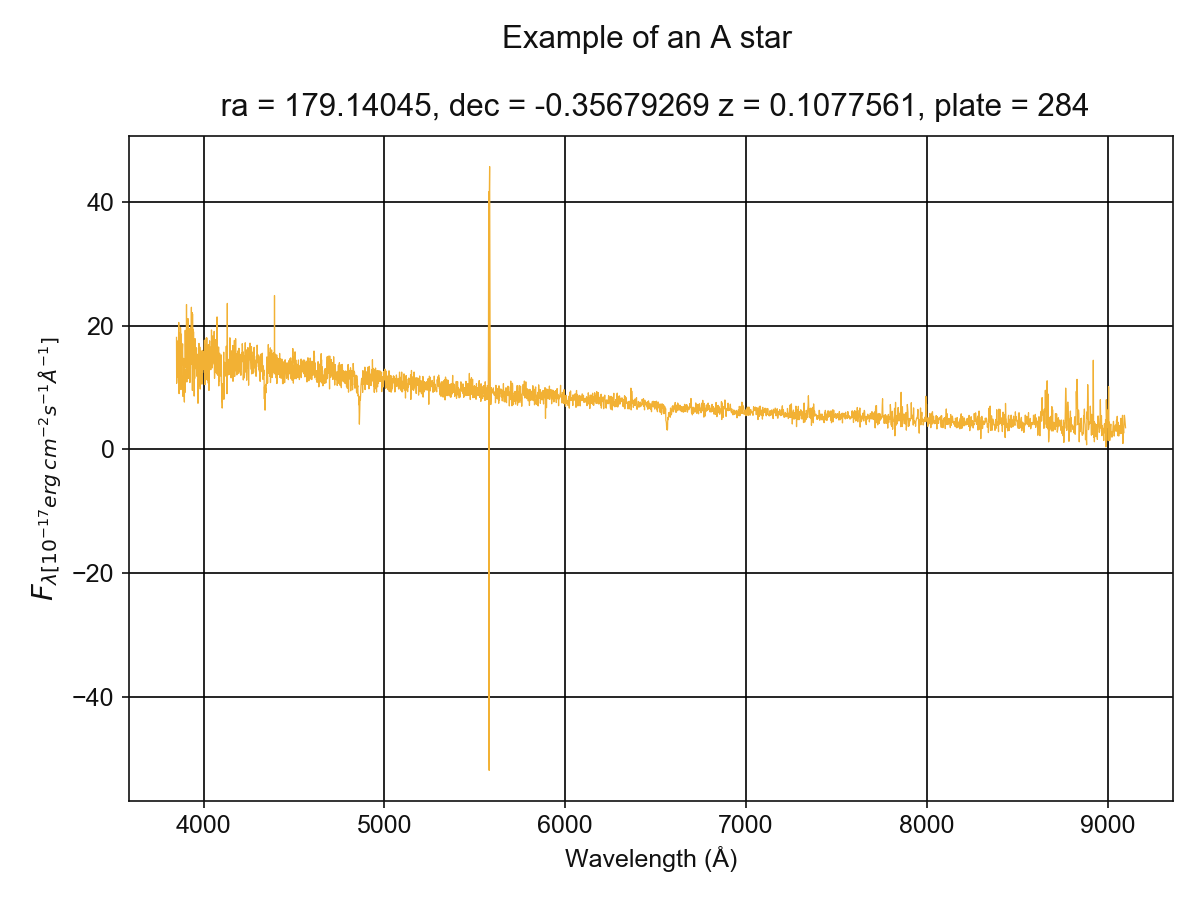 Example of an A star
ra = 179.14045, dec = -0.35679269 z = 0.1077561, plate = 284
40
20
0
−20
−40
F_{λ[10^{−17} erg cm^{−2} s^{−1} Å^{−1}]}
4000 5000 6000 7000 8000 9000
Wavelength (Å)